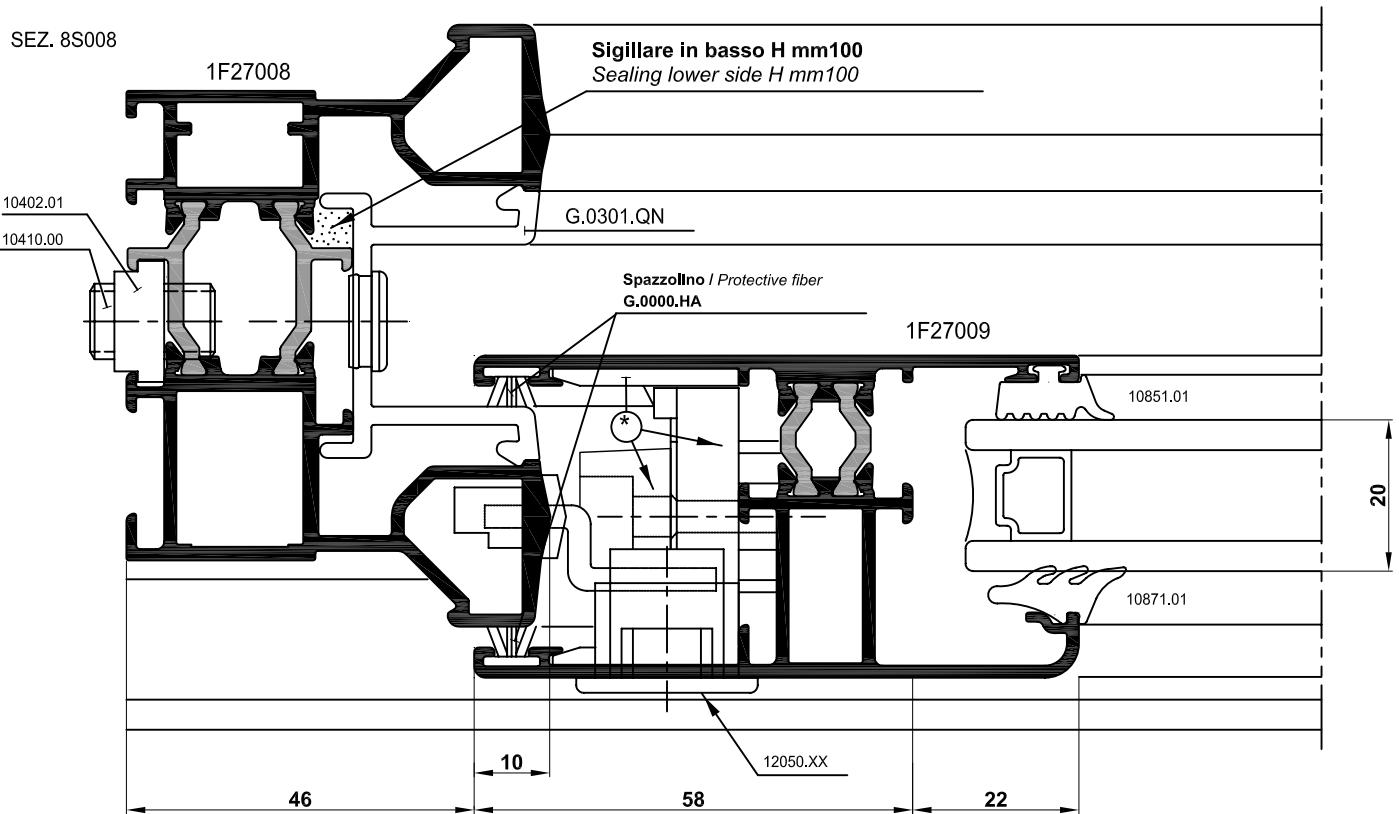 SEZ. 8S008
1F27008
Sigillare in basso H mm100
Sealing lower side H mm100
10402.01
10410.00
G.0301.QN
Spazzolino / Protective fiber
G.0000.HA
1F27009
10851.01
*
20
10871.01
12050.XX
10
46
58
22